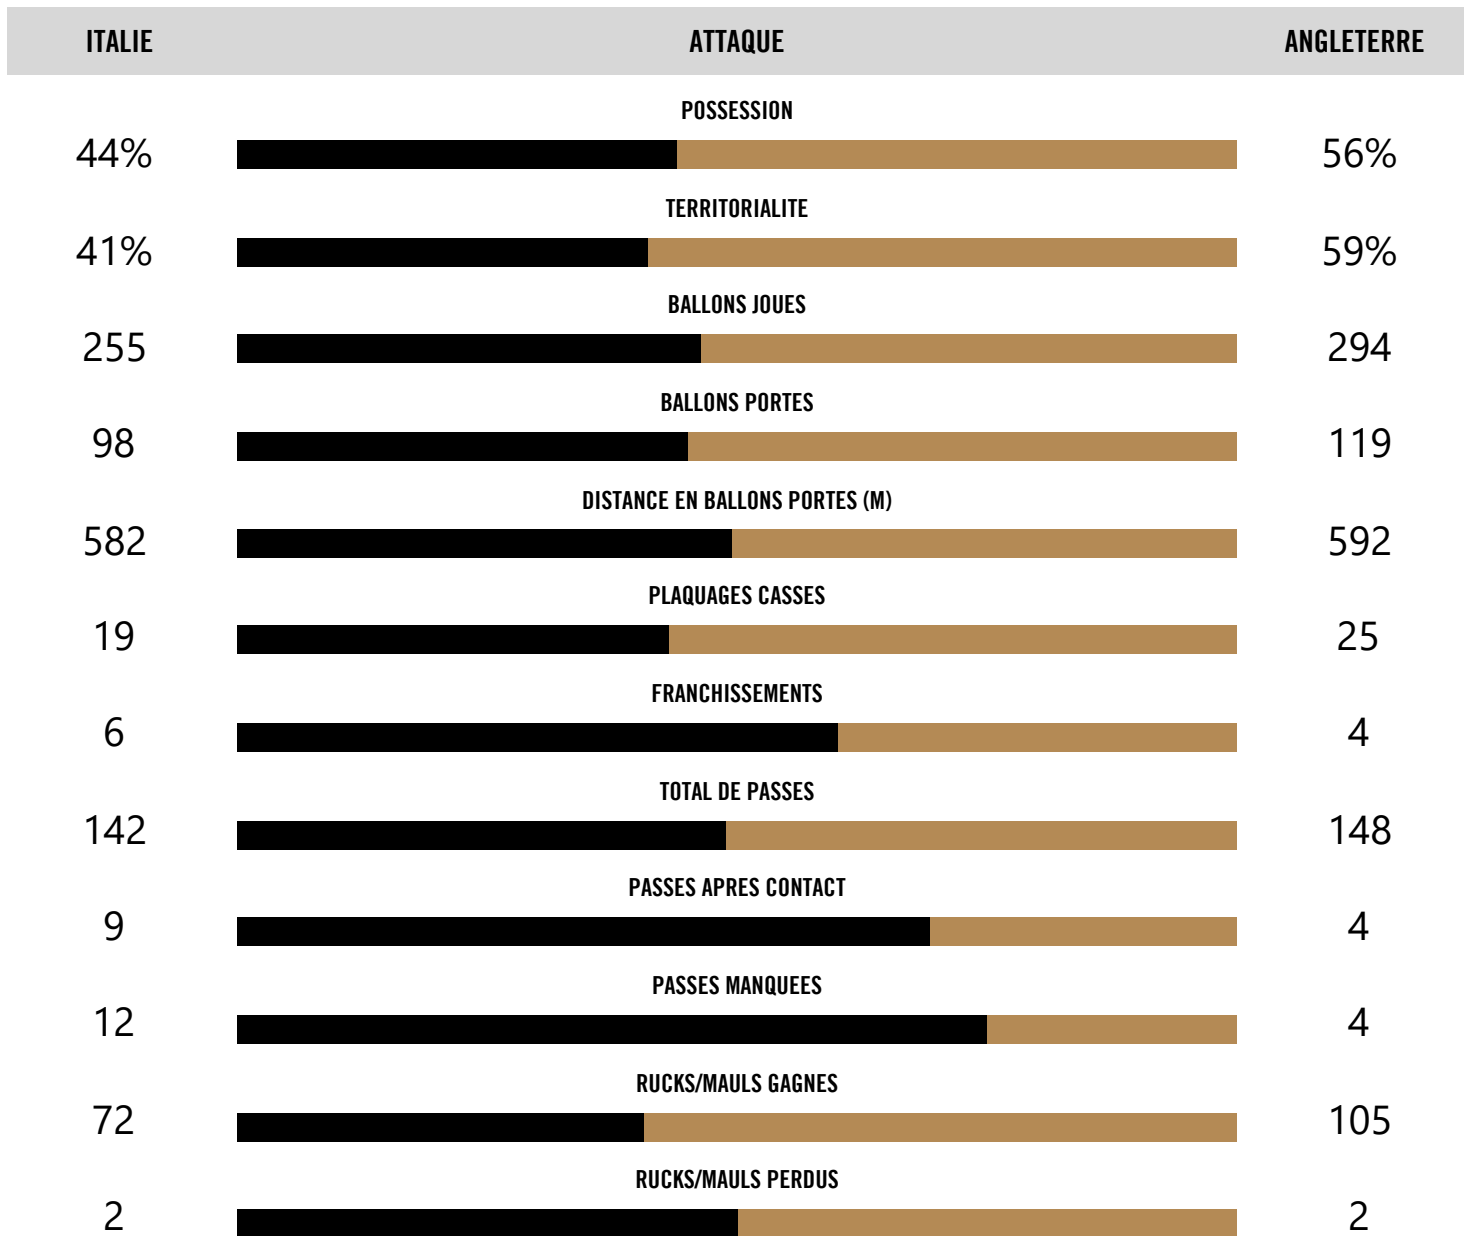 ITALIE ATTAQUE ANGLETERRE
POSSESSION
44% 56%
TERRITORIALITE
41% 59%
BALLONS JOUES
255 294
BALLONS PORTES
98 119
DISTANCE EN BALLONS PORTES (M)
582 592
PLAQUAGES CASSES
19 25
FRANCHISSEMENTS
6 4
TOTAL DE PASSES
142 148
PASSES APRES CONTACT
9 4
PASSES MANQUEES
12 4
RUCKS/MAULS GAGNES
72 105
RUCKS/MAULS PERDUS
2 2